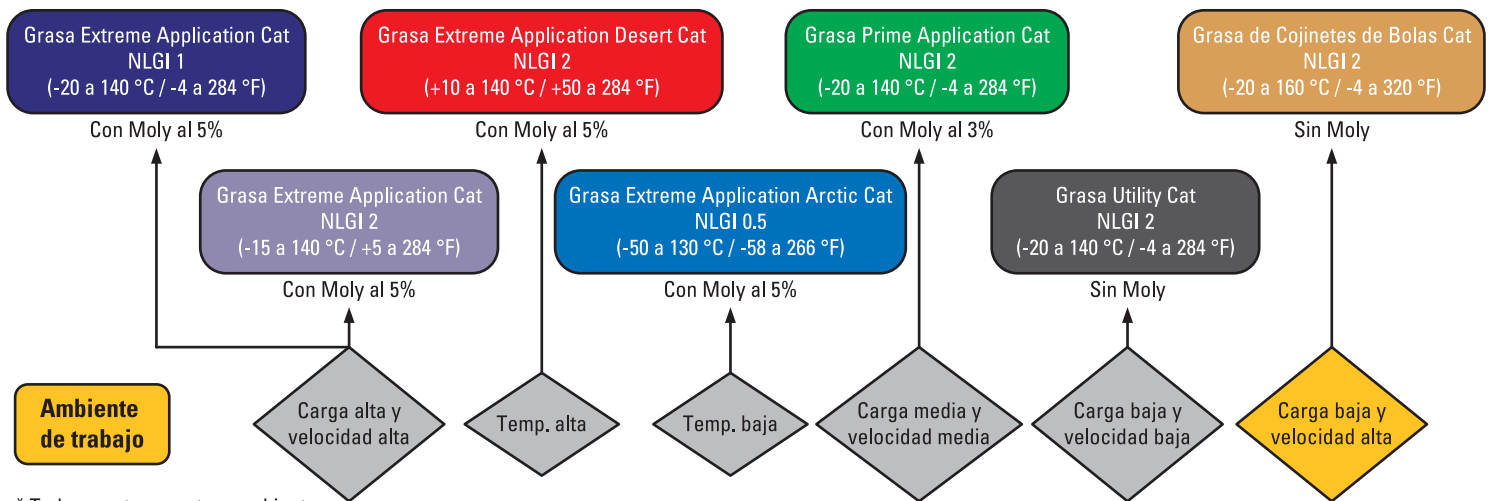 Grasa Extreme Application Cat
NLGI 1
(-20 a 140 °C / -4 a 284 °F)
Con Moly al 5%
Grasa Extreme Application Desert Cat
NLGI 2
(+10 a 140 °C / +50 a 284 °F)
Con Moly al 5%
Grasa Prime Application Cat
NLGI 2
(-20 a 140 °C / -4 a 284 °F)
Con Moly al 3%
Grasa de Cojinetes de Bolas Cat
NLGI 2
(-20 a 160 °C / -4 a 320 °F)
Sin Moly
Grasa Extreme Application Cat
NLGI 2
(-15 a 140 °C / +5 a 284 °F)
Con Moly al 5%
Grasa Extreme Application Arctic Cat
NLGI 0.5
(-50 a 130 °C / -58 a 266 °F)
Con Moly al 5%
Grasa Utility Cat
NLGI 2
(-20 a 140 °C / -4 a 284 °F)
Sin Moly
Ambiente
de trabajo
Carga alta y
velocidad alta
Temp. alta
Temp. baja
Carga media y
velocidad media
Carga baja y
velocidad baja
Carga baja y
velocidad alta